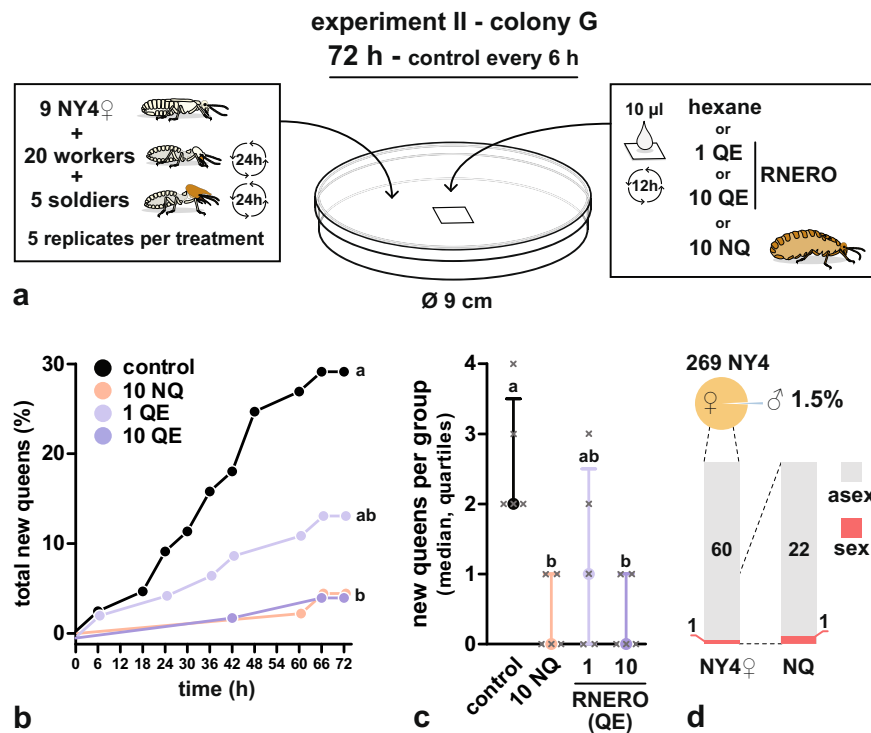 experiment II - colony G
72 h - control every 6 h
9 NY4♀
+
20 workers
24h
+
5 soldiers
24h
5 replicates per treatment
10 µl
hexane
or
1 QE
or
10 QE
RNERO
12h
or
10 NQ
Ø 9 cm
a
total new queens (%)
30
20
10
0
control
10 NQ
1 QE
10 QE
a
ab
b
0 6 12 18 24 30 36 42 48 54 60 66 72
time (h)
b
new queens per group
(median, quartiles)
4
3
2
1
0
a
b
ab
b
control
10 NQ
1 10
RNERO
(QE)
c
269 NY4
♀ ♂ 1.5%
asex
sex
60
22
1
1
NY4♀
NQ
d